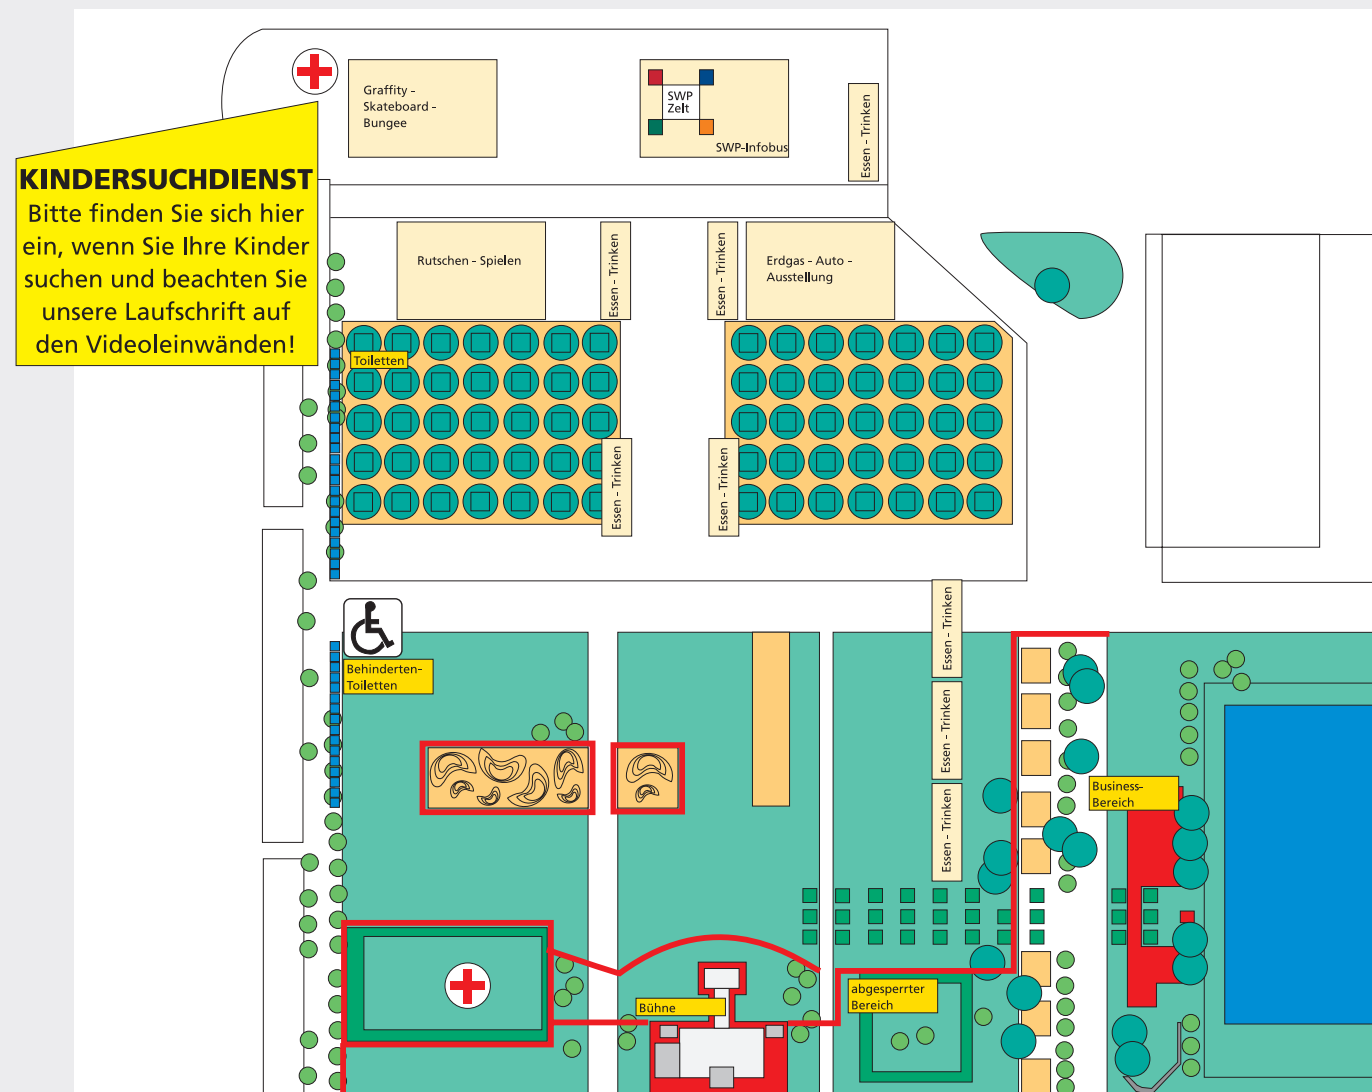 Graffity -
Skateboard -
Bungee
SWP
Zelt
SWP-Infobus
Essen - Trinken
KINDERSUCHDIENST
Bitte finden Sie sich hier
ein, wenn Sie Ihre Kinder
suchen und beachten Sie
unsere Laufschrift auf
den Videoleinwänden!
Rutschen - Spielen
Essen - Trinken
Essen - Trinken
Erdgas - Auto -
Ausstellung
Toiletten
Essen - Trinken
Essen - Trinken
Behinderten-
Toiletten
Essen - Trinken
Essen - Trinken
Essen - Trinken
Business-
Bereich
Bühne
abgesperrter
Bereich